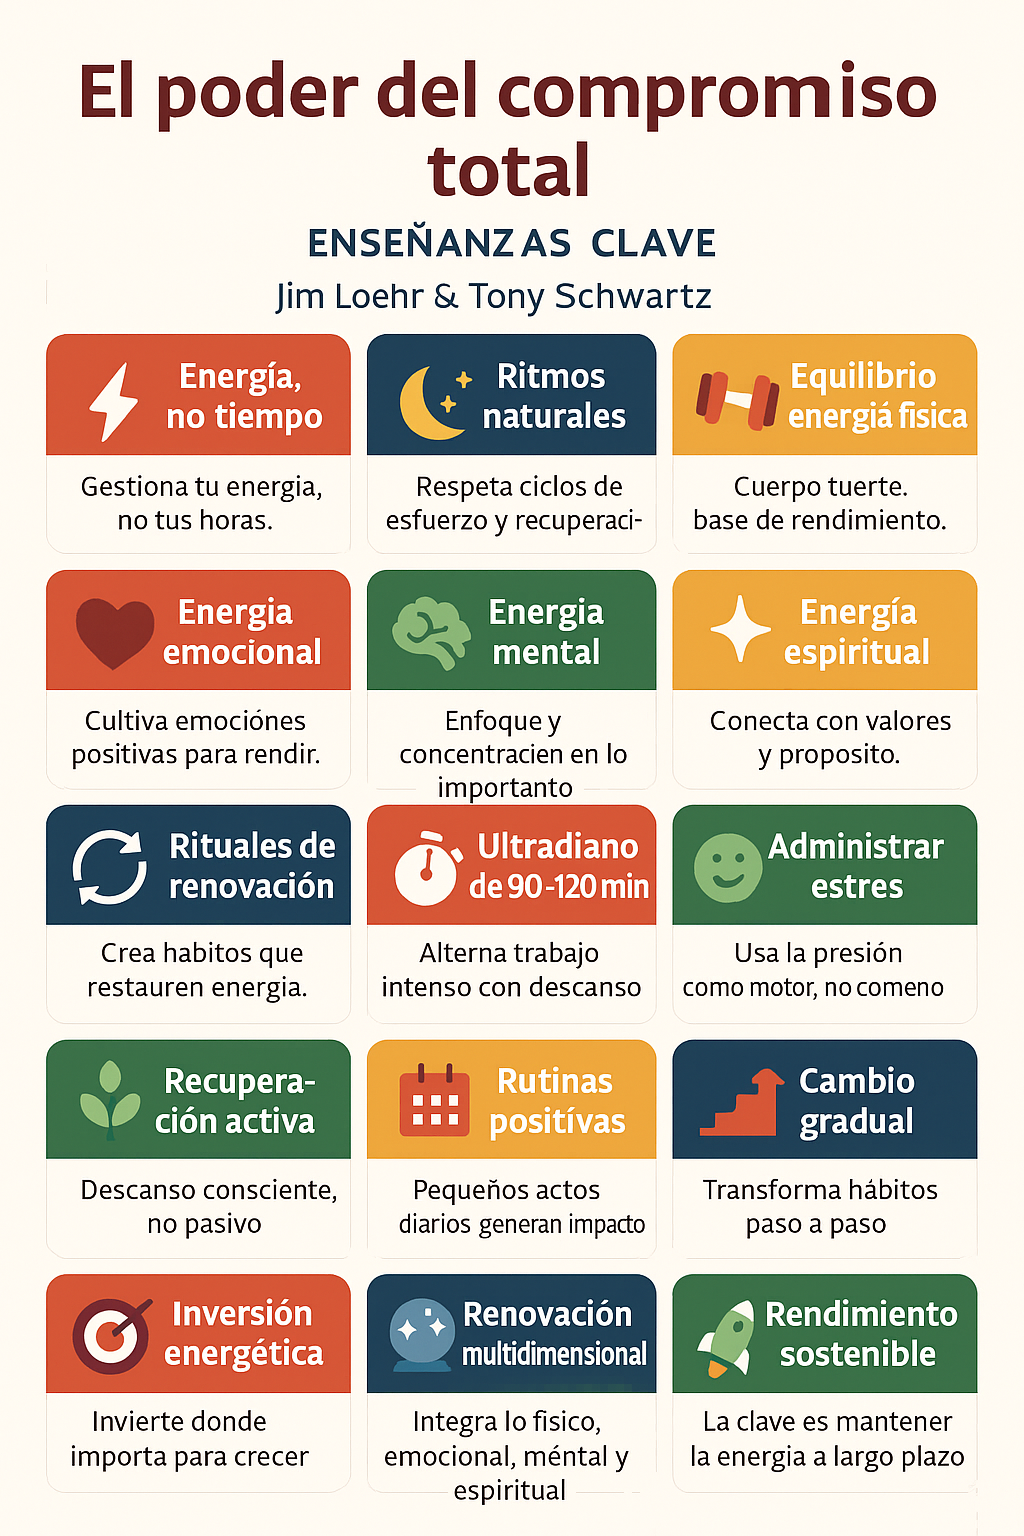 El poder del compromiso
total
ENSEÑANZAS CLAVE
Jim Loehr & Tony Schwartz
Energía,
no tiempo
Gestiona tu energia,
no tus horas.
Ritmos
naturales
Respeta ciclos de
esfuerzo y recuperaci-
Equilibrio
energiá fisica
Cuerpo tuerte.
base de rendimiento.
Energia
emocional
Cultiva emociónes
positivas para rendir.
Energia
mental
Enfoque y
concentracien en lo
importanto
Energía
espiritual
Conecta con valores
y proposito.
Rituales de
renovación
Crea habitos que
restauren energia.
Ultradiano
de 90-120 min
Alterna trabajo
intenso con descanso
Administrar
estres
Usa la presión
como motor, no comeno
Recupera-
ción activa
Descanso consciente,
no pasivo
Rutinas
positívas
Pequeños actos
diarios generan impacto
Cambio
gradual
Transforma hábitos
paso a paso
Inversión
energética
Invierte donde
importa para crecer
Renovación
multidimensional
Integra lo fisico,
emocional, méntal y
espiritual
Rendimiento
sostenible
La clave es mantener
la energia a largo plazo